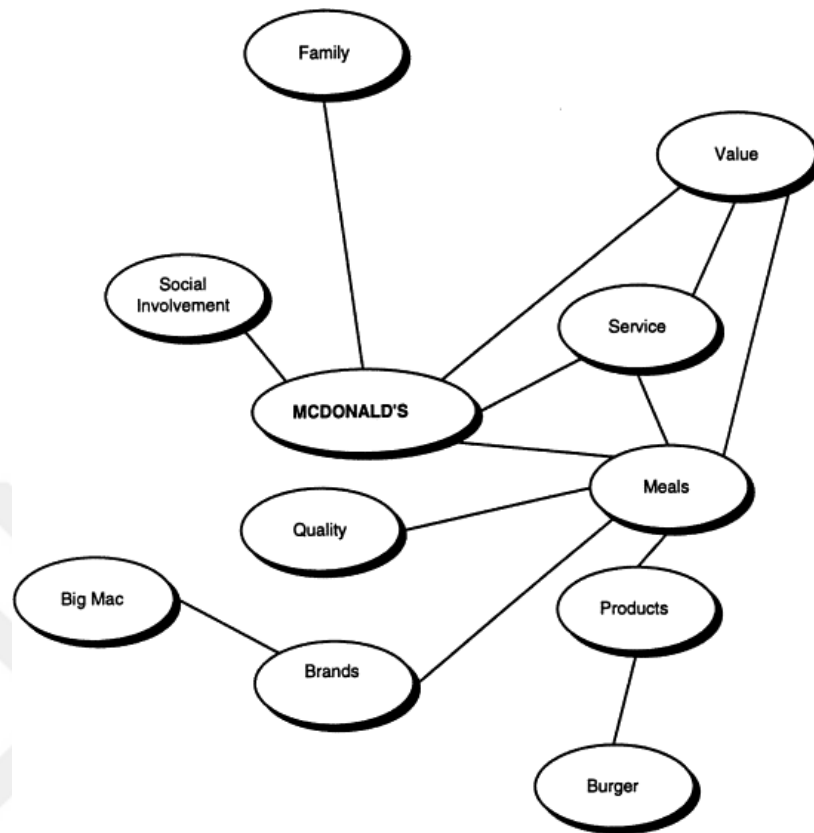 Family
Value
Social
Involvement
Service
MCDONALD'S
Meals
Quality
Big Mac
Products
Brands
Burger